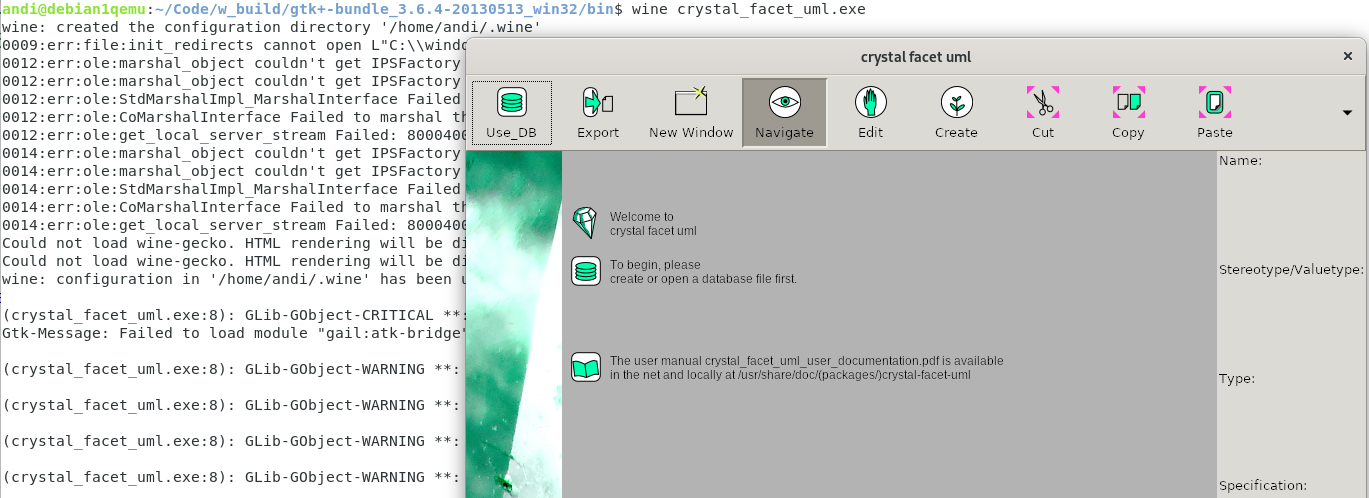 andi@debian1qemu:~/Code/w_build/gtk+-bundle_3.6.4-20130513_win32/bin$ wine crystal_facet_uml.exe
wine: created the configuration directory '/home/andi/.wine'
0009:err:file:init_redirects cannot open L"C:\\windo
0012:err:ole:marshal_object couldn't get IPSFactory
0012:err:ole:marshal_object couldn't get IPSFactory
0012:err:ole:StdMarshalImpl_MarshalInterface Failed
0012:err:ole:CoMarshalInterface Failed to marshal th
0012:err:ole:get_local_server_stream Failed: 8000400
0014:err:ole:marshal_object couldn't get IPSFactory
0014:err:ole:marshal_object couldn't get IPSFactory
0014:err:ole:StdMarshalImpl_MarshalInterface Failed
0014:err:ole:CoMarshalInterface Failed to marshal th
0014:err:ole:get_local_server_stream Failed: 8000400
Could not load wine-gecko. HTML rendering will be di
Could not load wine-gecko. HTML rendering will be di
wine: configuration in '/home/andi/.wine' has been u
(crystal_facet_uml.exe:8): GLib-GObject-CRITICAL **:
Gtk-Message: Failed to load module "gail:atk-bridge"
(crystal_facet_uml.exe:8): GLib-GObject-WARNING **:
(crystal_facet_uml.exe:8): GLib-GObject-WARNING **:
(crystal_facet_uml.exe:8): GLib-GObject-WARNING **:
(crystal_facet_uml.exe:8): GLib-GObject-WARNING **:
crystal facet uml
Use_DB Export New Window Navigate Edit Create Cut Copy Paste
Welcome to
crystal facet uml
To begin, please
create or open a database file first.
The user manual crystal_facet_uml_user_documentation.pdf is available
in the net and locally at /usr/share/doc/(packages/)crystal-facet-uml
Name:
Stereotype/Valuetype:
Type:
Specification: